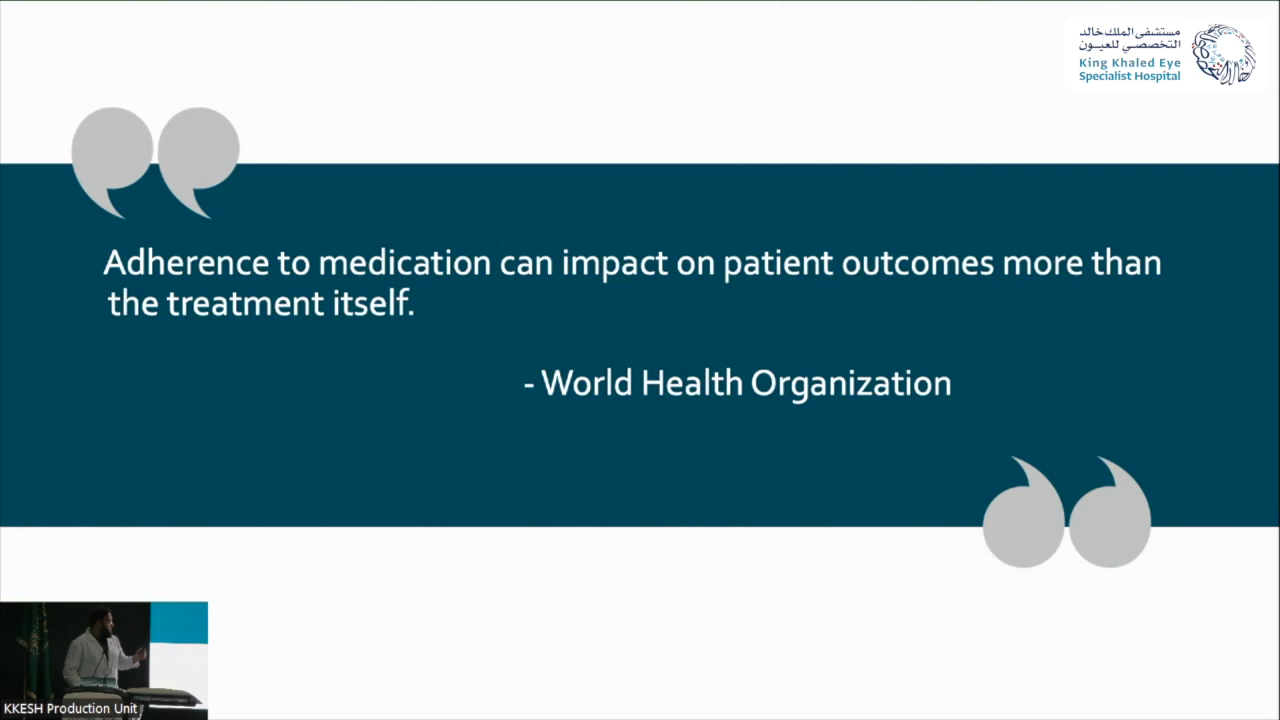 مستشفى الملك خالد
التخصصي للعيون
King Khaled Eye
Specialist Hospital
Adherence to medication can impact on patient outcomes more than
the treatment itself.
- World Health Organization
KKESH Production Unit